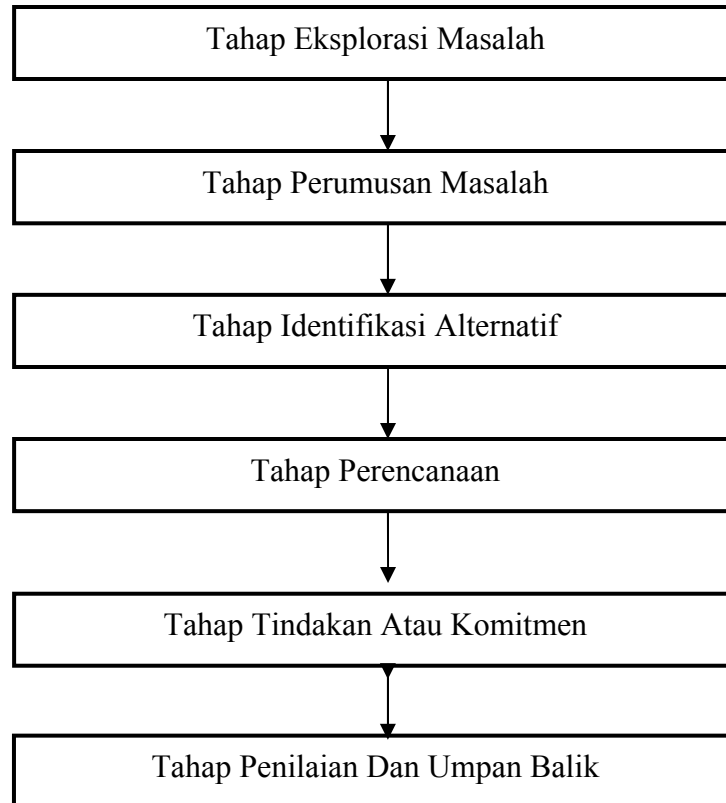 Tahap Eksplorasi Masalah
Tahap Perumusan Masalah
Tahap Identifikasi Alternatif
Tahap Perencanaan
Tahap Tindakan Atau Komitmen
Tahap Penilaian Dan Umpan Balik